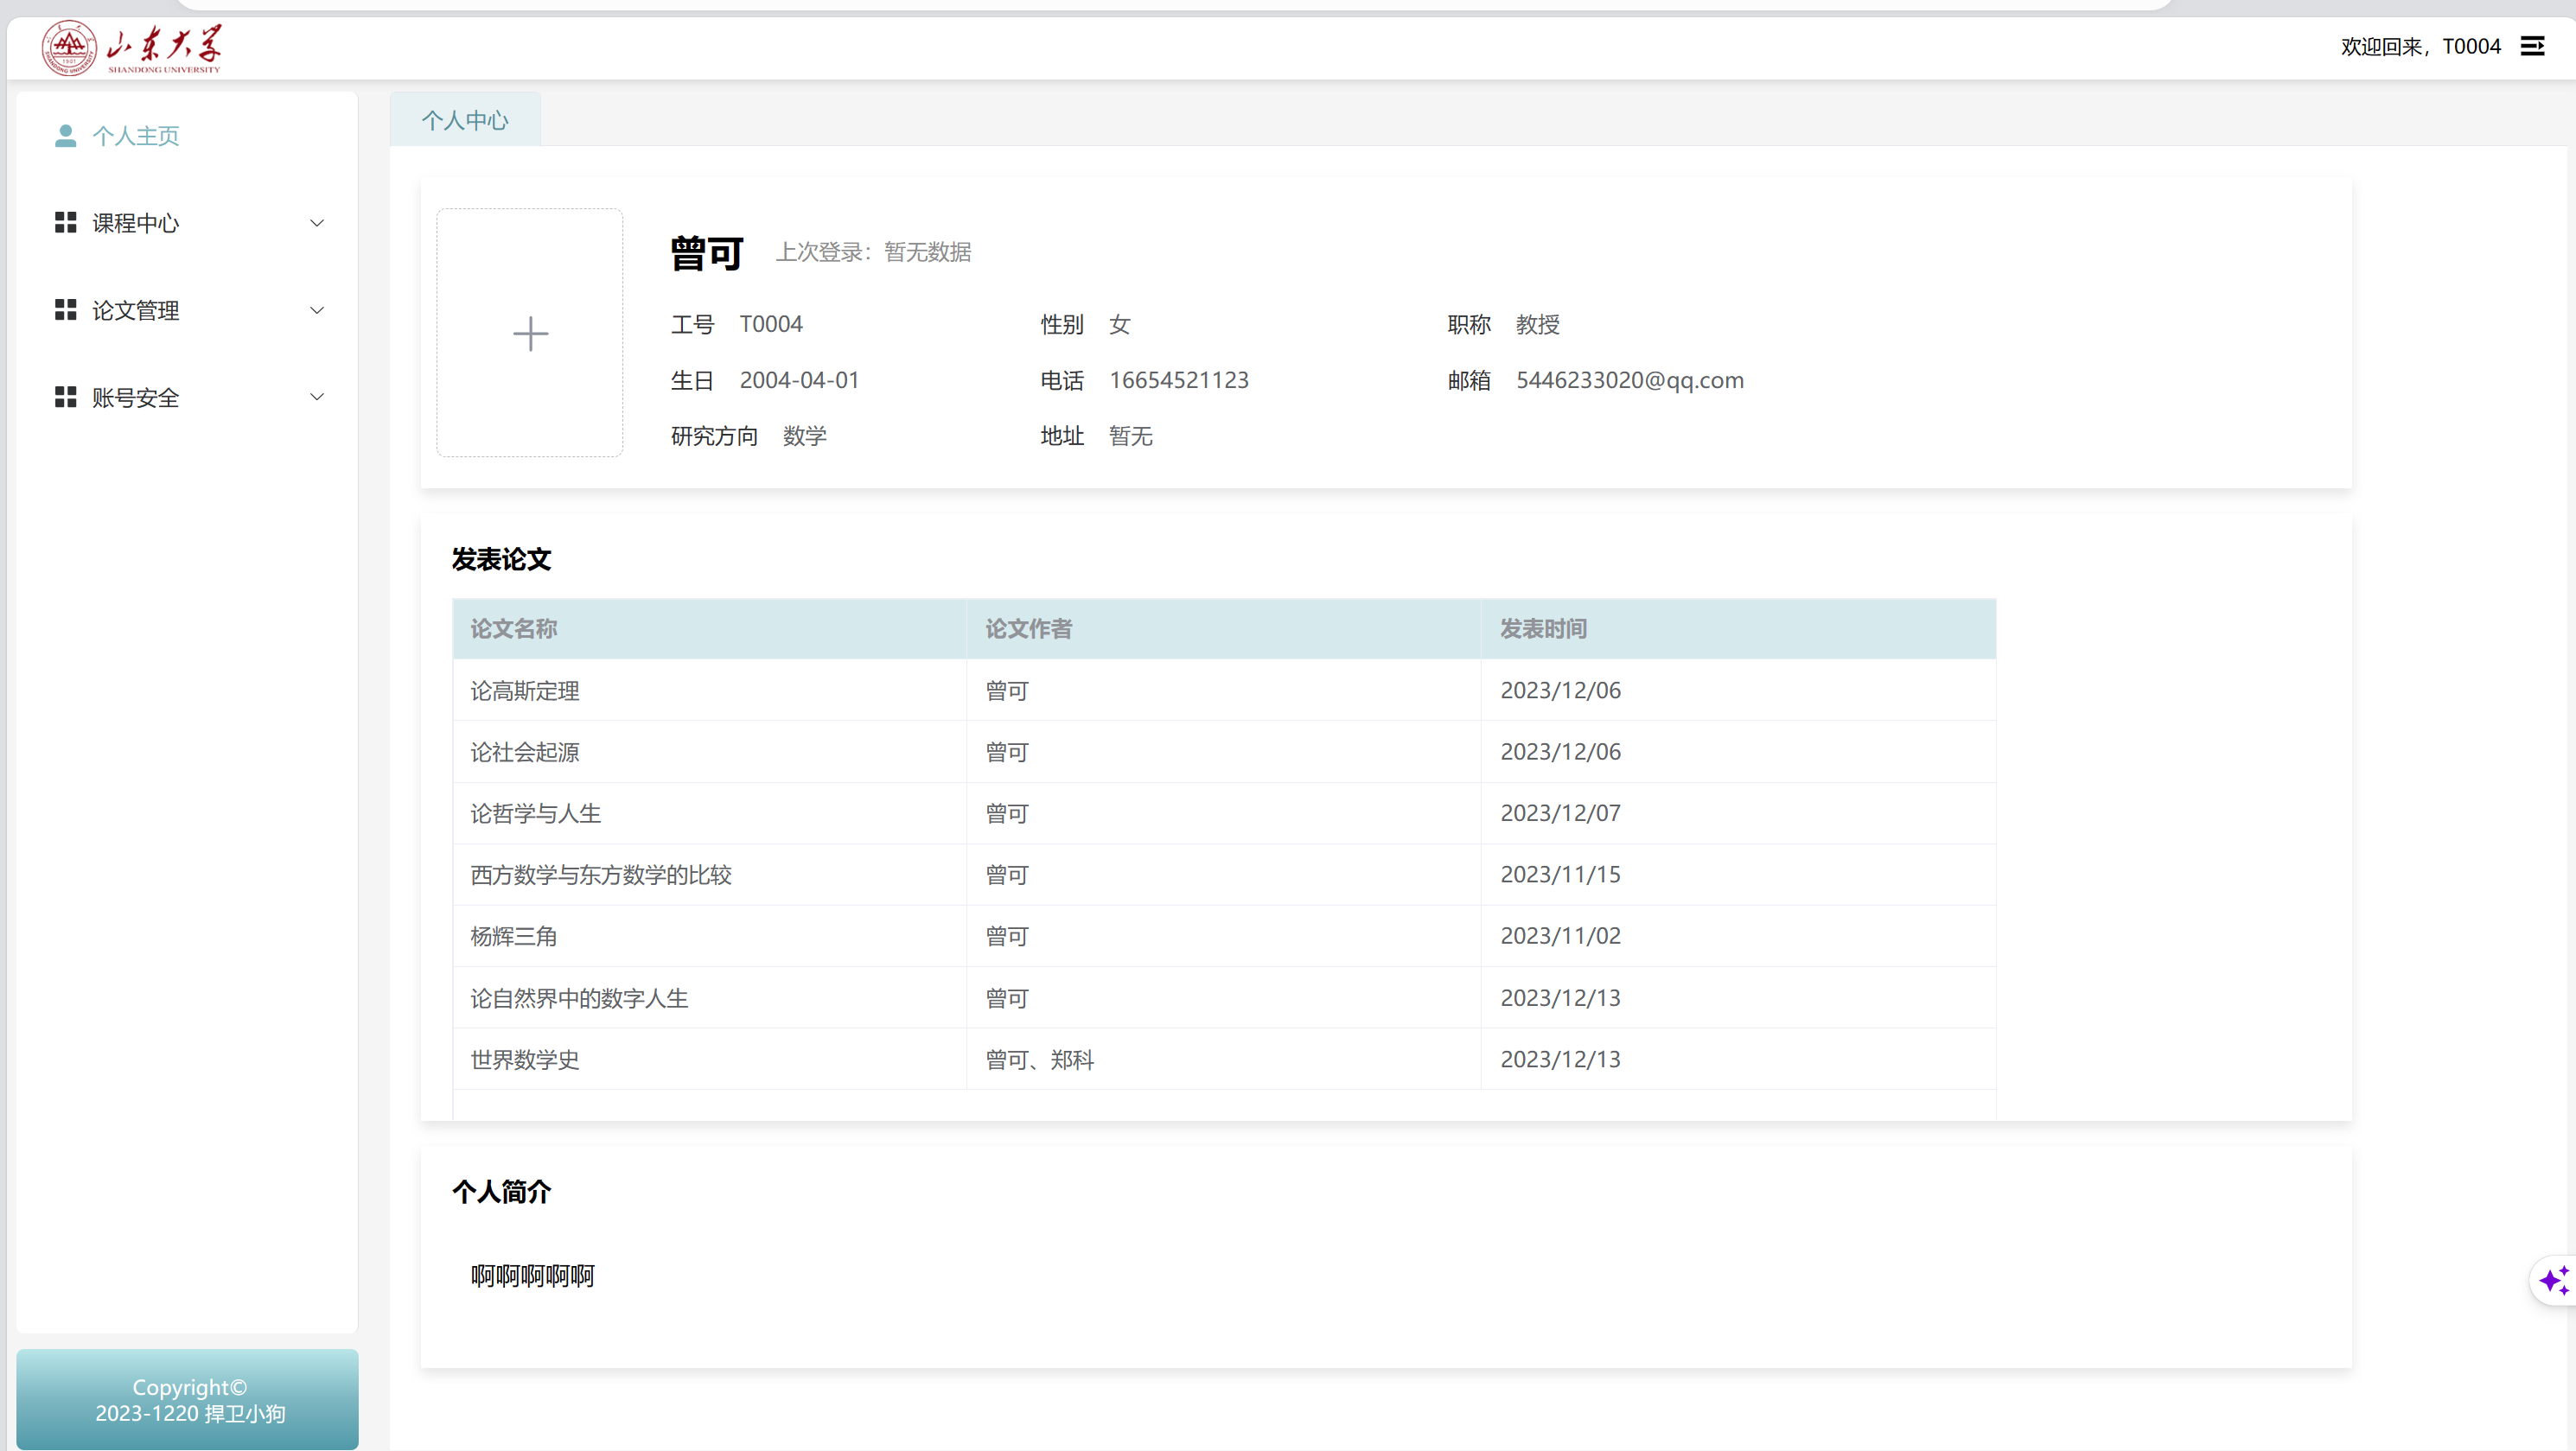 山东大学
SHANDONG UNIVERSITY
欢迎回来，T0004
个人主页
课程中心
论文管理
账号安全
个人中心
曾可 上次登录：暂无数据
工号 T0004 性别 女 职称 教授
生日 2004-04-01 电话 16654521123 邮箱 5446233020@qq.com
研究方向 数学 地址 暂无
发表论文
论文名称 论文作者 发表时间
论高斯定理 曾可 2023/12/06
论社会起源 曾可 2023/12/06
论哲学与人生 曾可 2023/12/07
西方数学与东方数学的比较 曾可 2023/11/15
杨辉三角 曾可 2023/11/02
论自然界中的数字人生 曾可 2023/12/13
世界数学史 曾可、郑科 2023/12/13
个人简介
啊啊啊啊啊
Copyright©
2023-1220 捍卫小狗